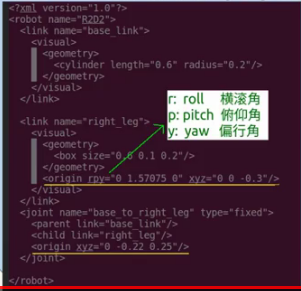 <?xml version="1.0"?>
<robot name="R2D2">
<link name="base_link">
<visual>
<geometry>
<cylinder length="0.6" radius="0.2"/>
</geometry>
</visual>
</link>
<link name="right_leg">
<visual>
<geometry>
<box size="0.6 0.1 0.2"/>
</geometry>
<origin rpy="0 1.57075 0" xyz="0 0 -0.3"/>
</visual>
</link>
<joint name="base_to_right_leg" type="fixed">
<parent link="base_link"/>
<child link="right_leg"/>
<origin xyz="0 -0.22 0.25"/>
</joint>
</robot>
r: roll 横滚角
p: pitch 俯仰角
y: yaw 偏行角